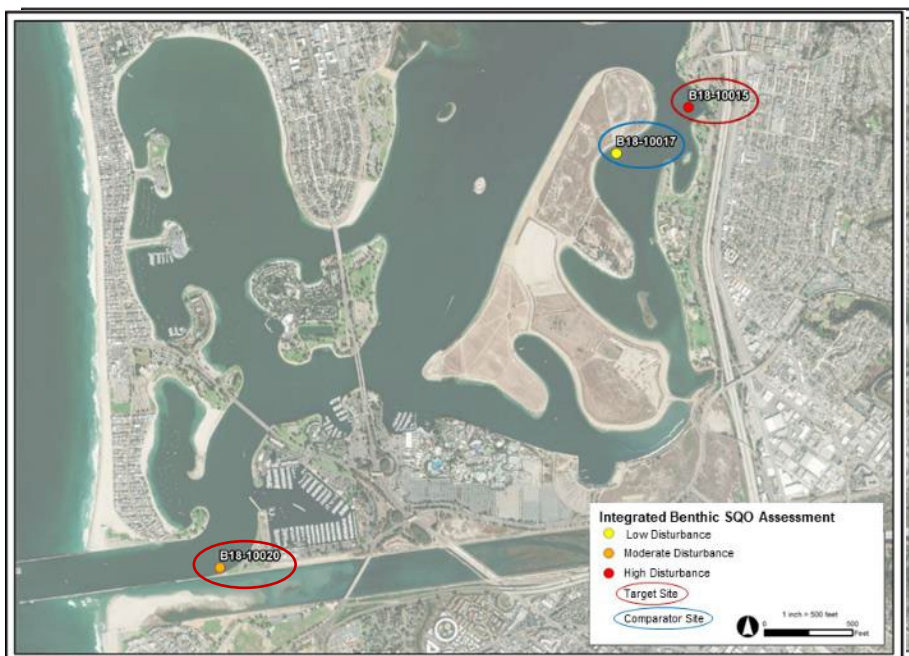 B18-10015
B18-10017
B18-10020
Integrated Benthic SQO Assessment
Low Disturbance
Moderate Disturbance
High Disturbance
Target Site
Comparator Site
1 inch = 500 feet
0 500
Feet